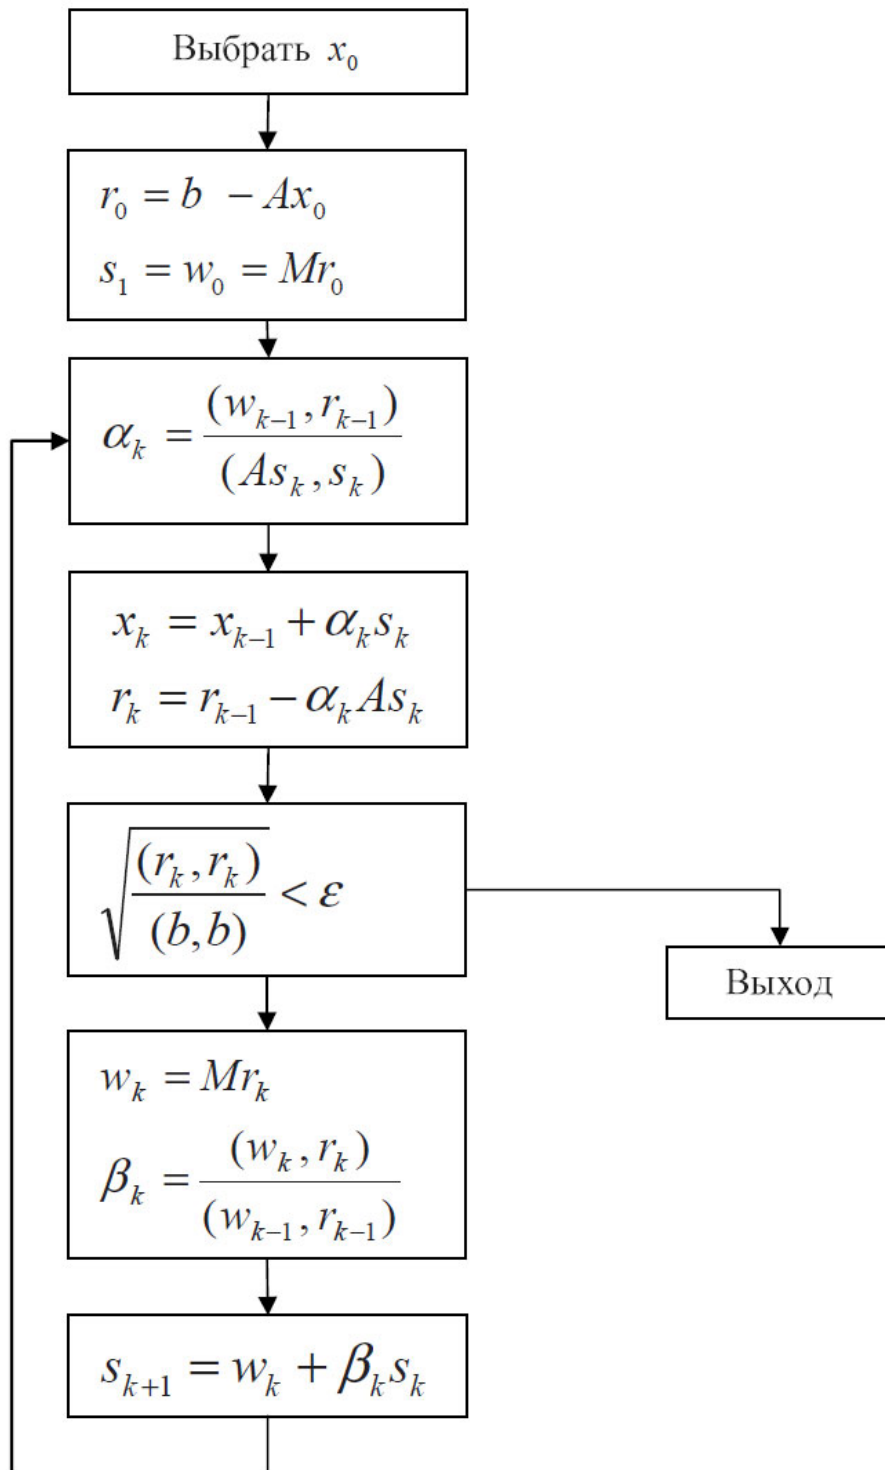 Выбрать x₀
r₀ = b − Ax₀
s₁ = w₀ = Mr₀
αₖ = (wₖ₋₁, rₖ₋₁) / (Asₖ, sₖ)
xₖ = xₖ₋₁ + αₖsₖ
rₖ = rₖ₋₁ − αₖAsₖ
√((rₖ, rₖ) / (b, b)) < ε
Выход
wₖ = Mrₖ
βₖ = (wₖ, rₖ) / (wₖ₋₁, rₖ₋₁)
sₖ₊₁ = wₖ + βₖsₖ